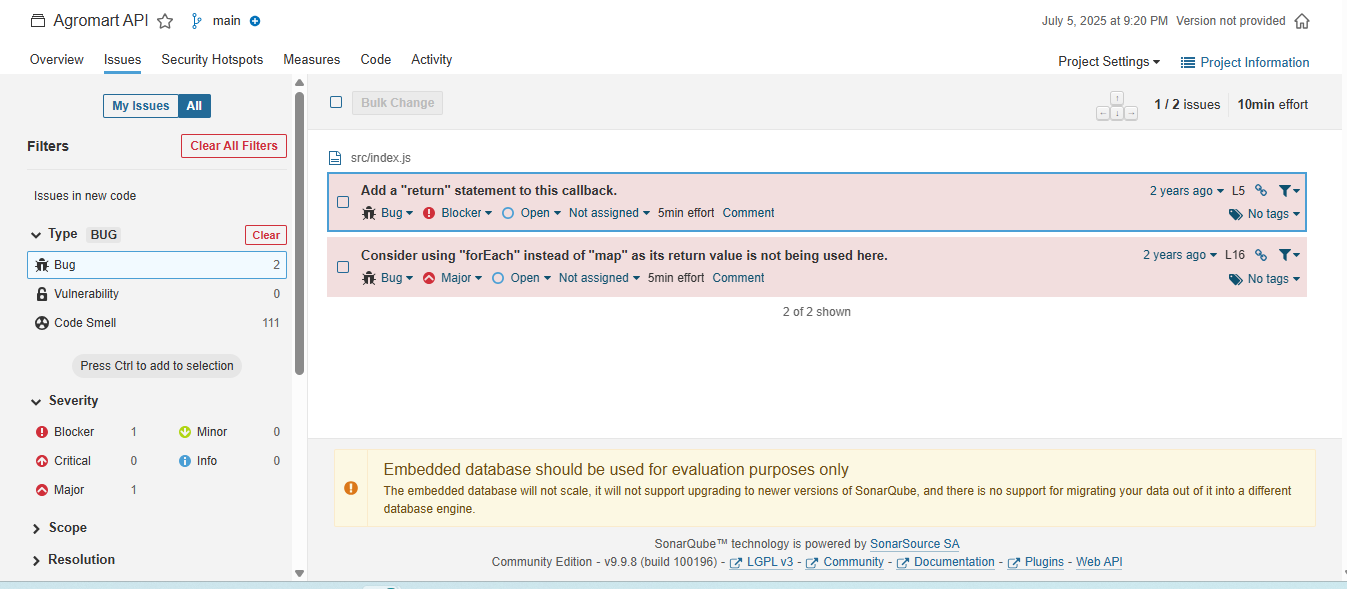 Agromart API main July 5, 2025 at 9:20 PM Version not provided
Overview Issues Security Hotspots Measures Code Activity Project Settings Project Information
My Issues All
Filters Clear All Filters
Issues in new code
Type BUG Clear
Bug 2
Vulnerability 0
Code Smell 111
Press Ctrl to add to selection
Severity
Blocker 1 Minor 0
Critical 0 Info 0
Major 1
Scope
Resolution
Bulk Change 1 / 2 issues 10min effort
src/index.js
Add a "return" statement to this callback. 2 years ago L5
Bug Blocker Open Not assigned 5min effort Comment No tags
Consider using "forEach" instead of "map" as its return value is not being used here. 2 years ago L16
Bug Major Open Not assigned 5min effort Comment No tags
2 of 2 shown
Embedded database should be used for evaluation purposes only
The embedded database will not scale, it will not support upgrading to newer versions of SonarQube, and there is no support for migrating your data out of it into a different
database engine.
SonarQube™ technology is powered by SonarSource SA
Community Edition - v9.9.8 (build 100196) - LGPL v3 - Community - Documentation - Plugins - Web API